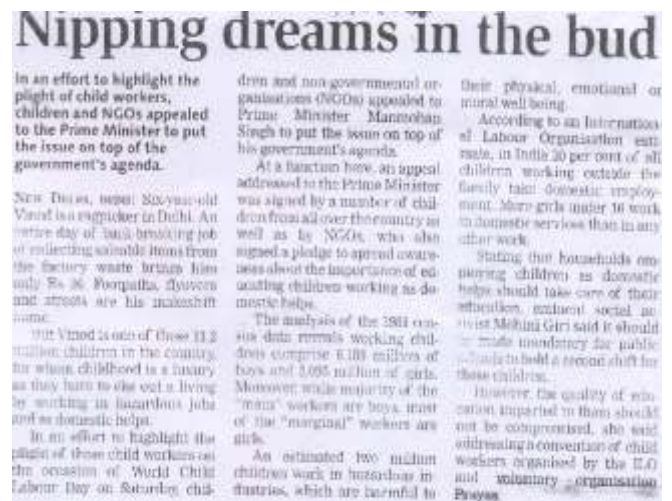 Nipping dreams in the bud
In an effort to highlight the
plight of child workers,
children and NGOs appealed
to the Prime Minister to put
the issue on top of the
government's agenda.
New Delhi, Six-year-old
Vinod is a ragpicker in Delhi. An
entire day of back-breaking job
of collecting saleable items from
the factory waste brings him
only Rs Footpaths, flyovers
and streets are his makeshift
home.
But Vinod is one of those 11.2
million children in the country,
for whom childhood is a luxury
as they have to eke out a living
by working in hazardous jobs
and as domestic helps.
In an effort to highlight the
plight of these child workers on
the occasion of World Child
Labour Day on Saturday, chil-
dren and non-governmental or-
ganisations (NGOs) appealed to
Prime Minister Manmohan
Singh to put the issue on top of
his government's agenda.
At a function here, an appeal
addressed to the Prime Minister
was signed by a number of chil-
dren from all over the country as
well as by NGOs, who also
signed a pledge to spread aware-
ness about the importance of ed-
ucating children working as do-
mestic helps.
The analysis of the 1981 cen-
sus data reveals working chil-
dren comprise million of
boys and million of girls.
Moreover, while majority of the
"main" workers are boys, most
of the "marginal" workers are
girls.
An estimated two million
children work in hazardous in-
dustries, which are harmful to
their physical, emotional or
moral well being.
According to an Internation-
al Labour Organisation esti-
mate, in India 20 per cent of all
children working outside the
family take domestic employ-
ment. More girls under 16 work
in domestic services than in any
other work.
Stating that households em-
ploying children as domestic
helps should take care of their
education, eminent social ac-
tivist Mohini Giri said it should
be made mandatory for public
schools to hold a second shift for
these children.
However, the quality of edu-
cation imparted to them should
not be compromised, she said
addressing a convention of child
workers organised by the ILO
and voluntary organisation
Prayas